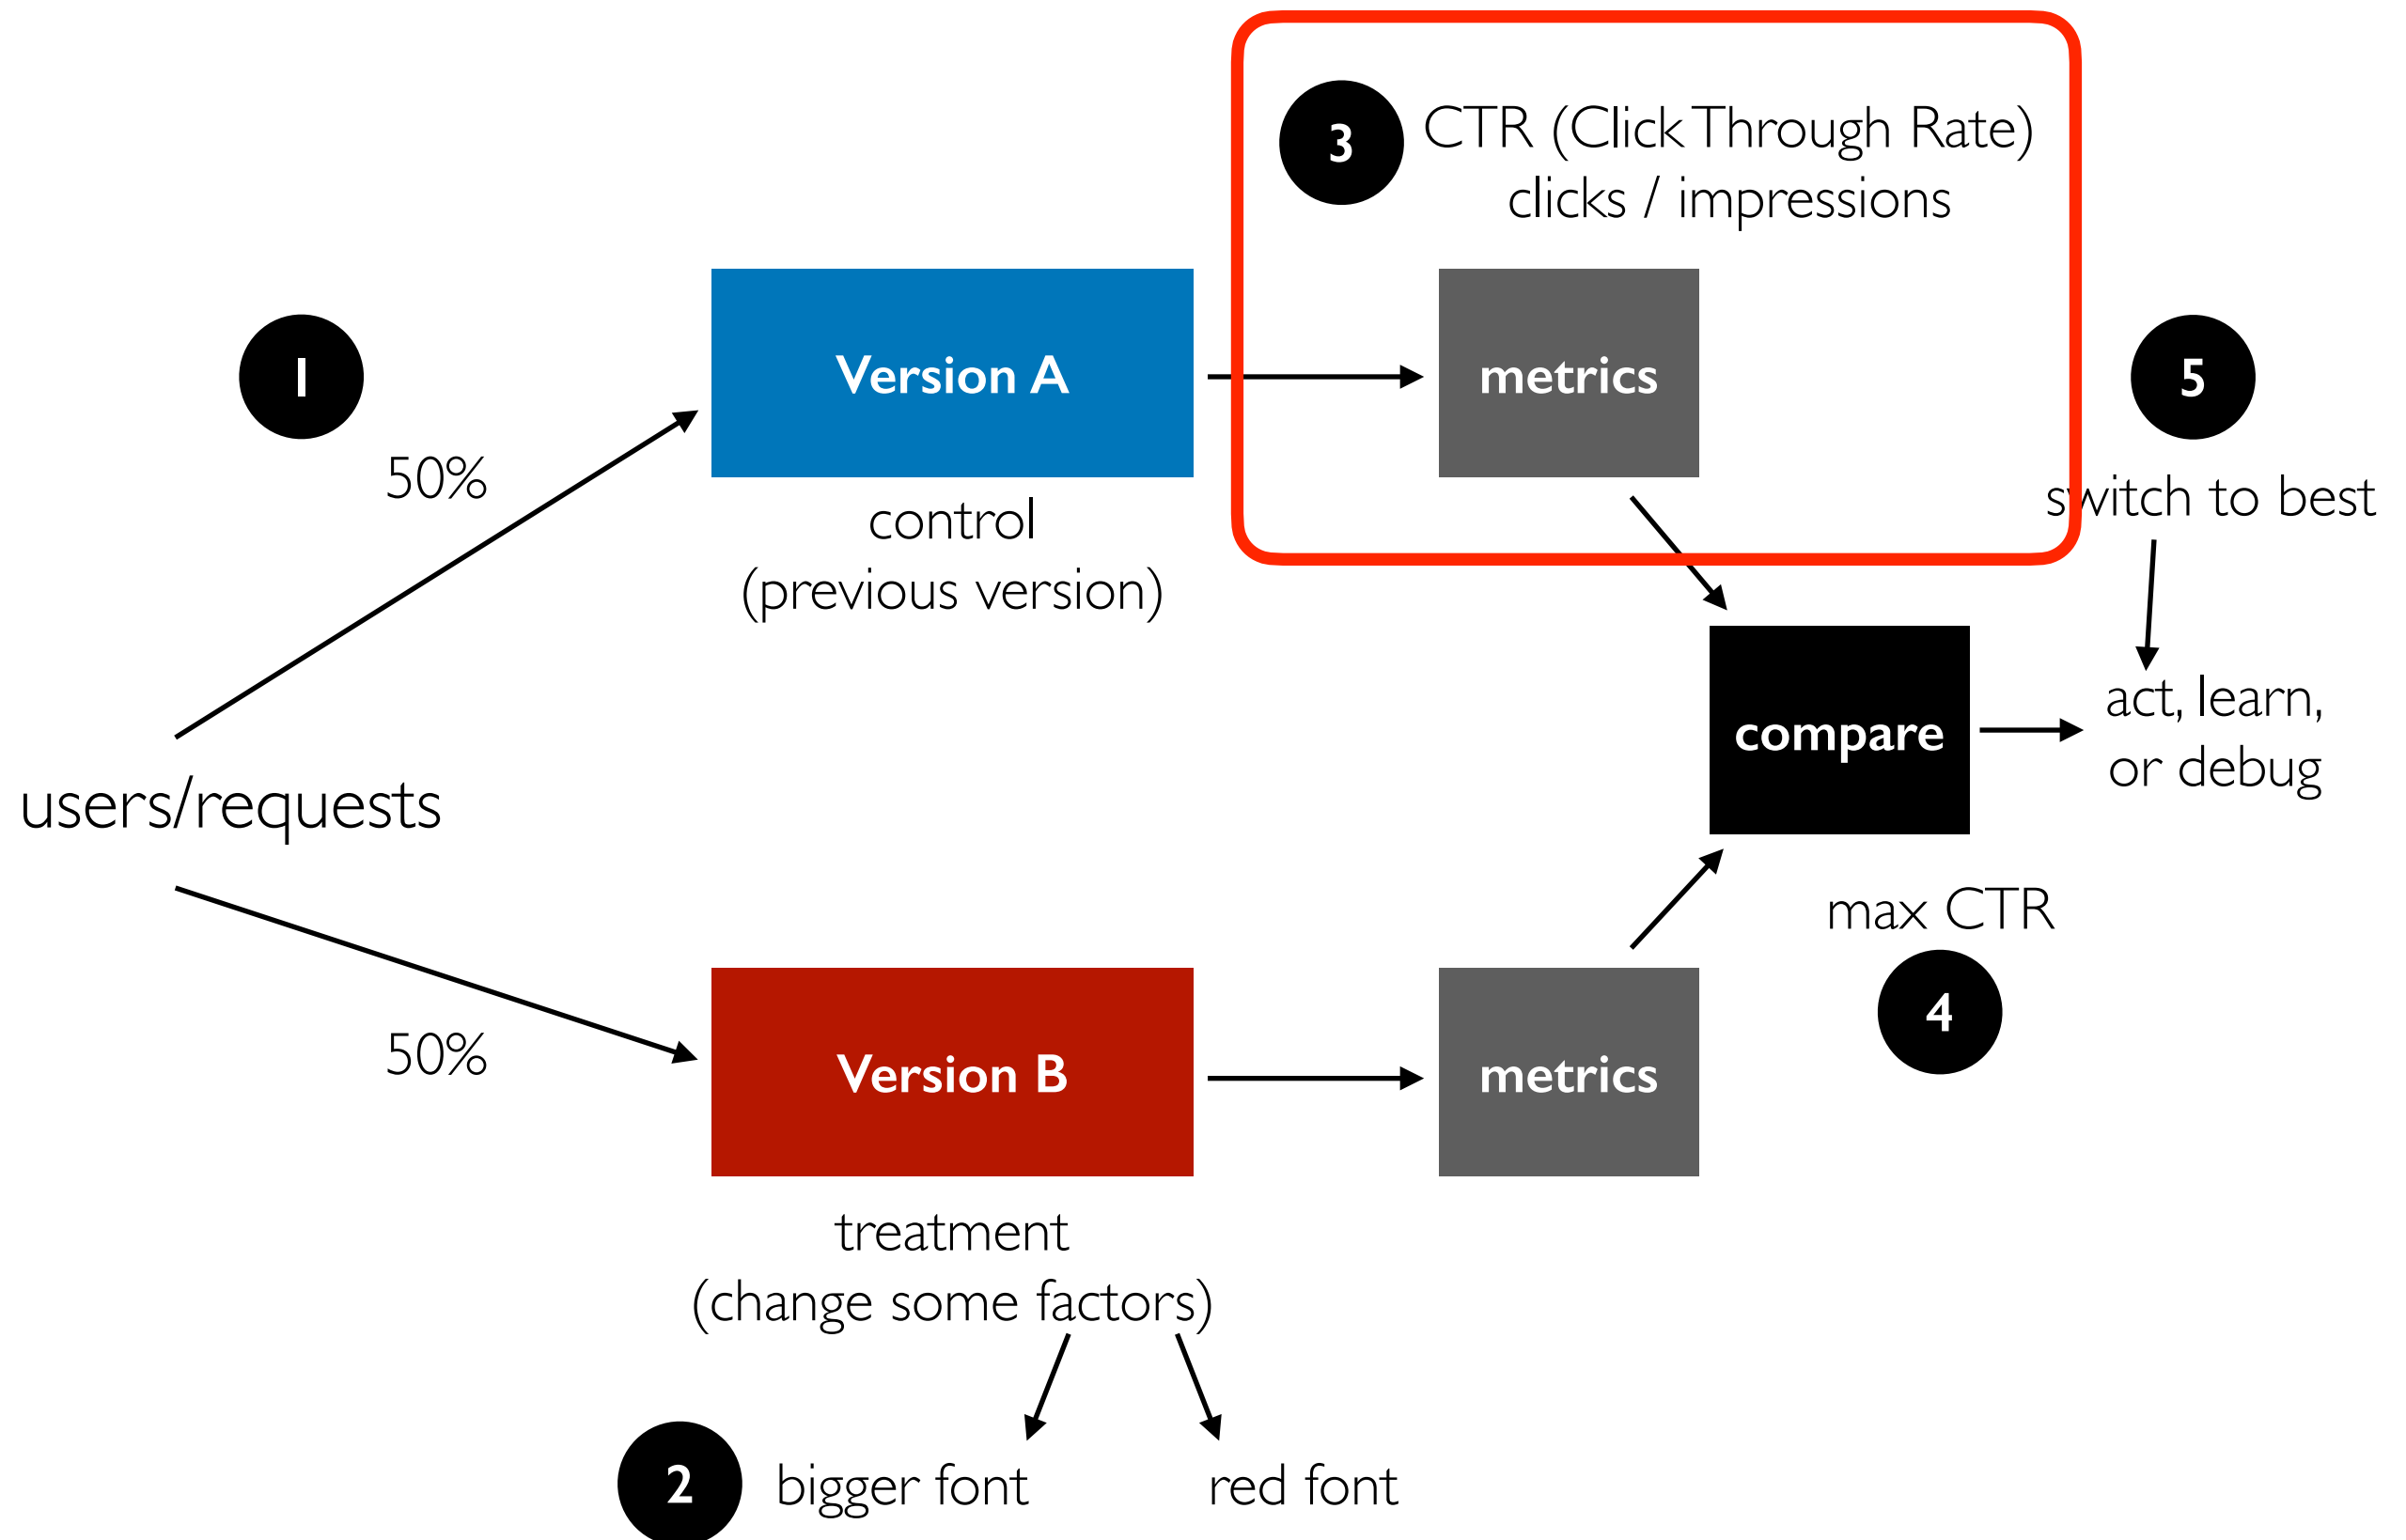 3
CTR (Click Through Rate)
clicks / impressions
1
50%
Version A
control
(previous version)
metrics
5
switch to best
users/requests
compare
act, learn,
or debug
max CTR
4
50%
Version B
treatment
(change some factors)
metrics
2
bigger font
red font